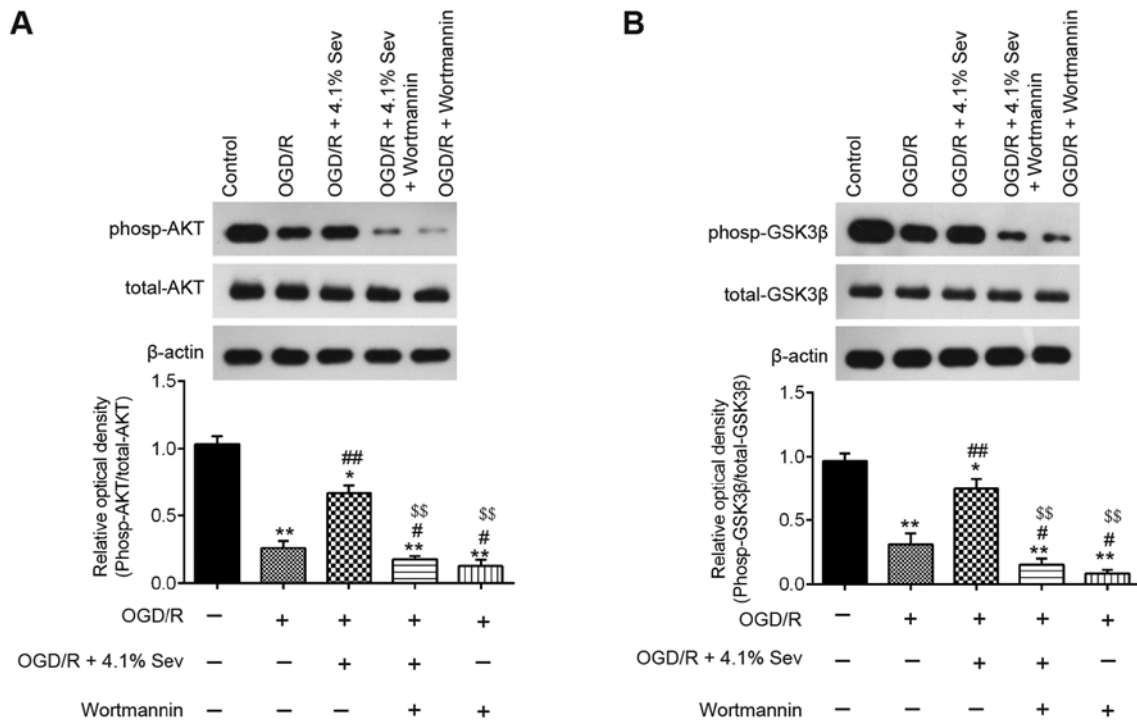 A
Control
OGD/R
OGD/R + 4.1% Sev
OGD/R + 4.1% Sev
+ Wortmannin
OGD/R + Wortmannin
phosp-AKT
total-AKT
β-actin
Relative optical density
(Phosp-AKT/total-AKT)
1.5
1.0
0.5
0.0
**
##
*
$$
#
**
$$
#
**
OGD/R − + + + +
OGD/R + 4.1% Sev − − + + −
Wortmannin − − − + +
B
Control
OGD/R
OGD/R + 4.1% Sev
OGD/R + 4.1% Sev
+ Wortmannin
OGD/R + Wortmannin
phosp-GSK3β
total-GSK3β
β-actin
Relative optical density
(Phosp-GSK3β/total-GSK3β)
1.5
1.0
0.5
0.0
**
##
*
$$
#
**
$$
#
**
OGD/R − + + + +
OGD/R + 4.1% Sev − − + + −
Wortmannin − − − + +